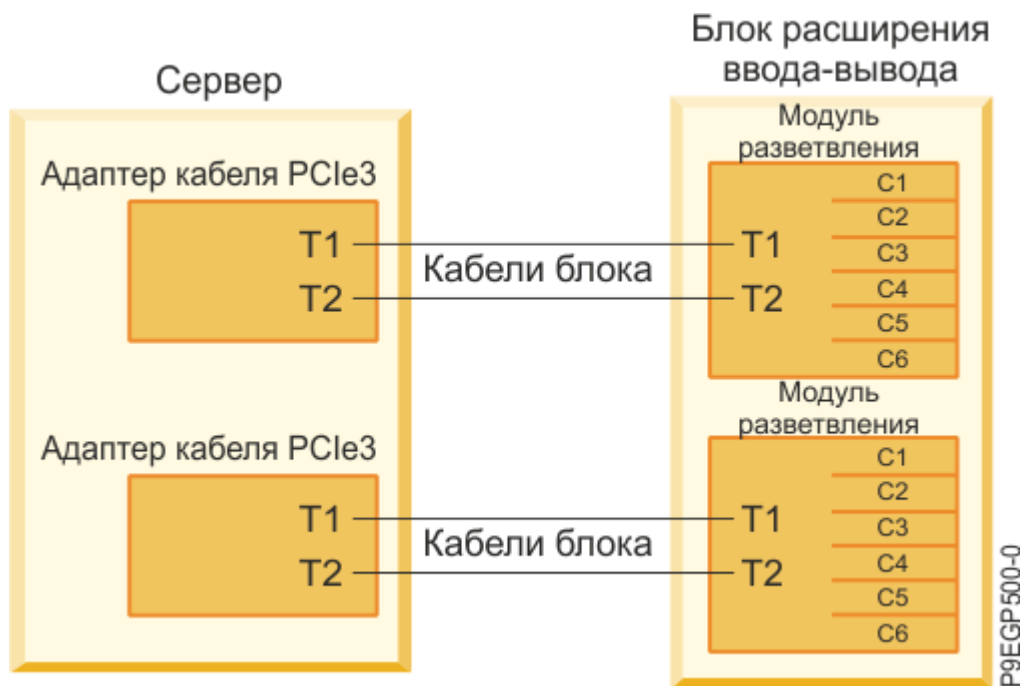 Сервер
Блок расширения
ввода-вывода
Адаптер кабеля PCIe3
T1
T2
Кабели блока
Модуль
разветвления
T1
T2
C1
C2
C3
C4
C5
C6
Адаптер кабеля PCIe3
T1
T2
Кабели блока
Модуль
разветвления
T1
T2
C1
C2
C3
C4
C5
C6
P9EGP500-0